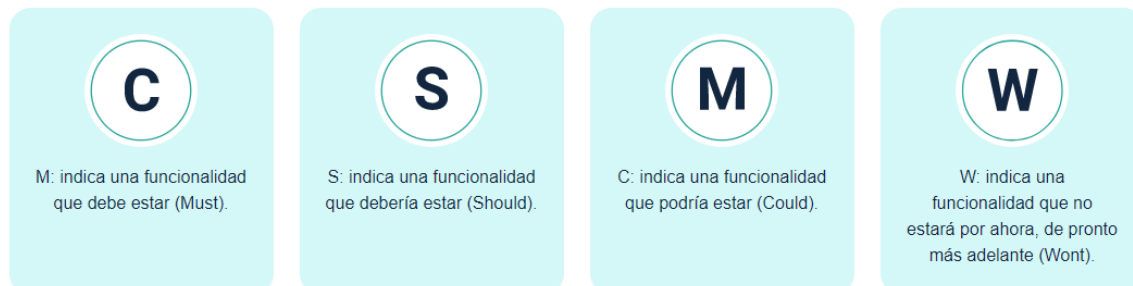 C
M: indica una funcionalidad
que debe estar (Must).
S
S: indica una funcionalidad
que debería estar (Should).
M
C: indica una funcionalidad
que podría estar (Could).
W
W: indica una
funcionalidad que no
estará por ahora, de pronto
más adelante (Wont).